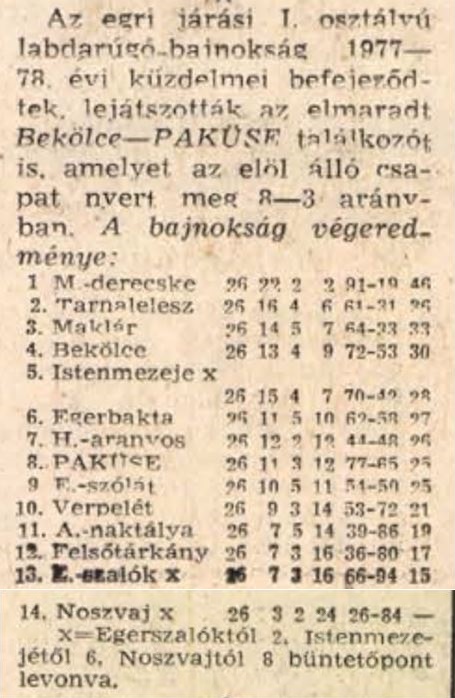 Az egri járási I. osztályú
labdarúgó-bajnokság 1977—
78. évi küzdelmei befejeződ-
tek, lejátszották az elmaradt
Bekölce—PAKÜSE találkozót
is, amelyet az elöl álló csa-
pat nyert meg 8—3 arány-
ban. A bajnokság végered-
ménye:
1 M.-derecske 26 22 2 2 91-19 46
2. Tarnalelesz 26 16 4 6 61-31 36
3. Maklár 26 14 5 7 64-33 33
4. Bekölce 26 13 4 9 72-53 30
5. Istenmezeje x
26 15 4 7 70-42 28
6. Egerbakta 26 11 5 10 62-58 27
7. H.-aranyos 26 12 2 12 44-48 26
8. PAKÜSE 26 11 3 12 77-65 25
9 E.-szólát 26 10 5 11 54-50 25
10. Verpelét 26 9 3 14 53-72 21
11. A.-naktálya 26 7 5 14 39-86 19
12. Felsőtárkány 26 7 3 16 36-80 17
13. E.-szalók x 26 7 3 16 66-94 15
14. Noszvaj x 26 3 2 24 26-84 —
x=Egerszalóktól 2, Istenmeze-
jétől 6, Noszvajtól 8 büntetőpont
levonva.